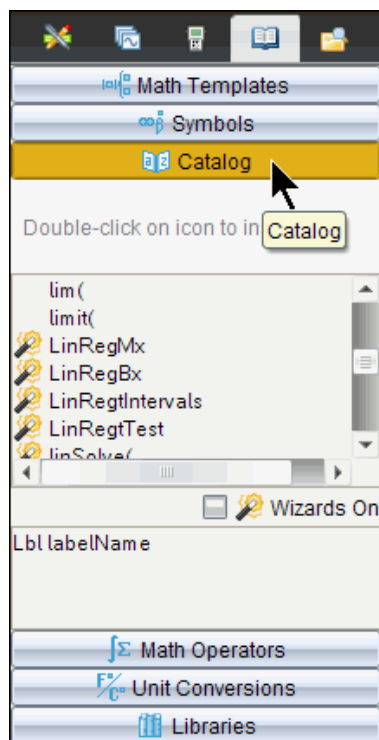 Math Templates
Symbols
Catalog
Double-click on icon to in
Catalog
lim(
limit(
LinRegMx
LinRegBx
LinRegtIntervals
LinRegtTest
linSolve(
Wizards On
Lbl labelName
Math Operators
Unit Conversions
Libraries